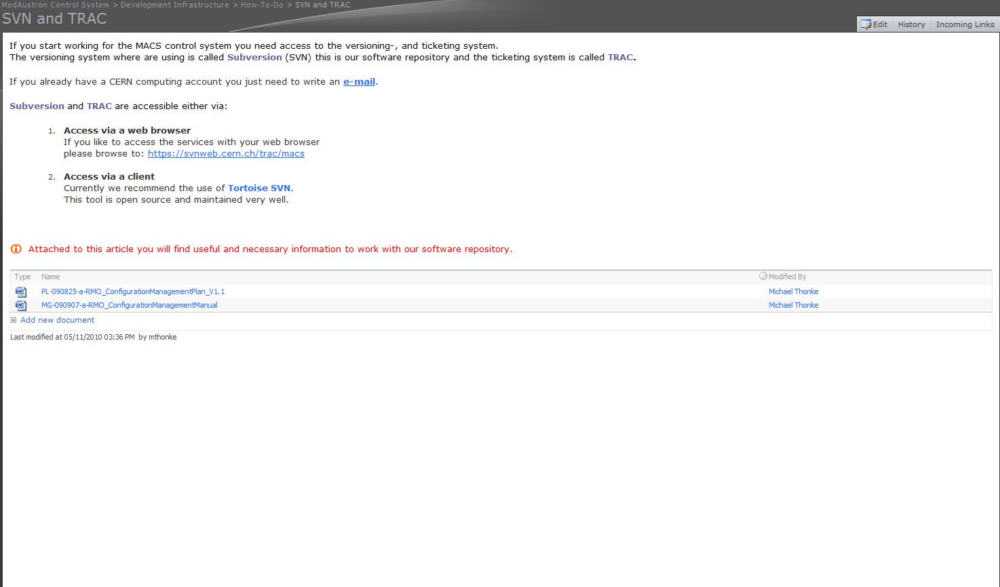 MedAustron Control System > Development Infrastructure > How-To-Do > SVN and TRAC
SVN and TRAC
Edit History Incoming Links
If you start working for the MACS control system you need access to the versioning-, and ticketing system.
The versioning system where are using is called Subversion (SVN) this is our software repository and the ticketing system is called TRAC.
If you already have a CERN computing account you just need to write an e-mail.
Subversion and TRAC are accessible either via:
1. Access via a web browser
If you like to access the services with your web browser
please browse to: https://svnweb.cern.ch/trac/macs
2. Access via a client
Currently we recommend the use of Tortoise SVN.
This tool is open source and maintained very well.
Attached to this article you will find useful and necessary information to work with our software repository.
Type Name Modified By
PL-090825-a-RMO_ConfigurationManagementPlan_V1.1 Michael Thonke
MG-090907-a-RMO_ConfigurationManagementManual Michael Thonke
Add new document
Last modified at 05/11/2010 03:36 PM by mthonke